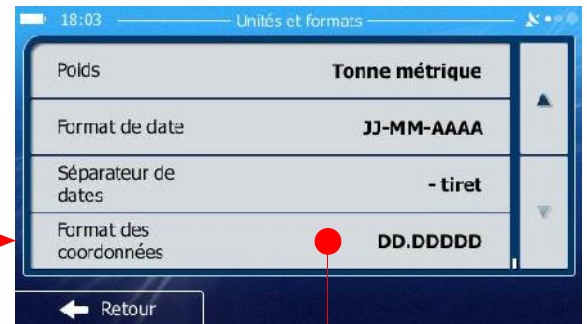 18:03 Unités et formats
Poids Tonne métrique
Format de date JJ-MM-AAAA
Séparateur de
dates - tiret
Format des
coordonnées DD.DDDDD
Retour